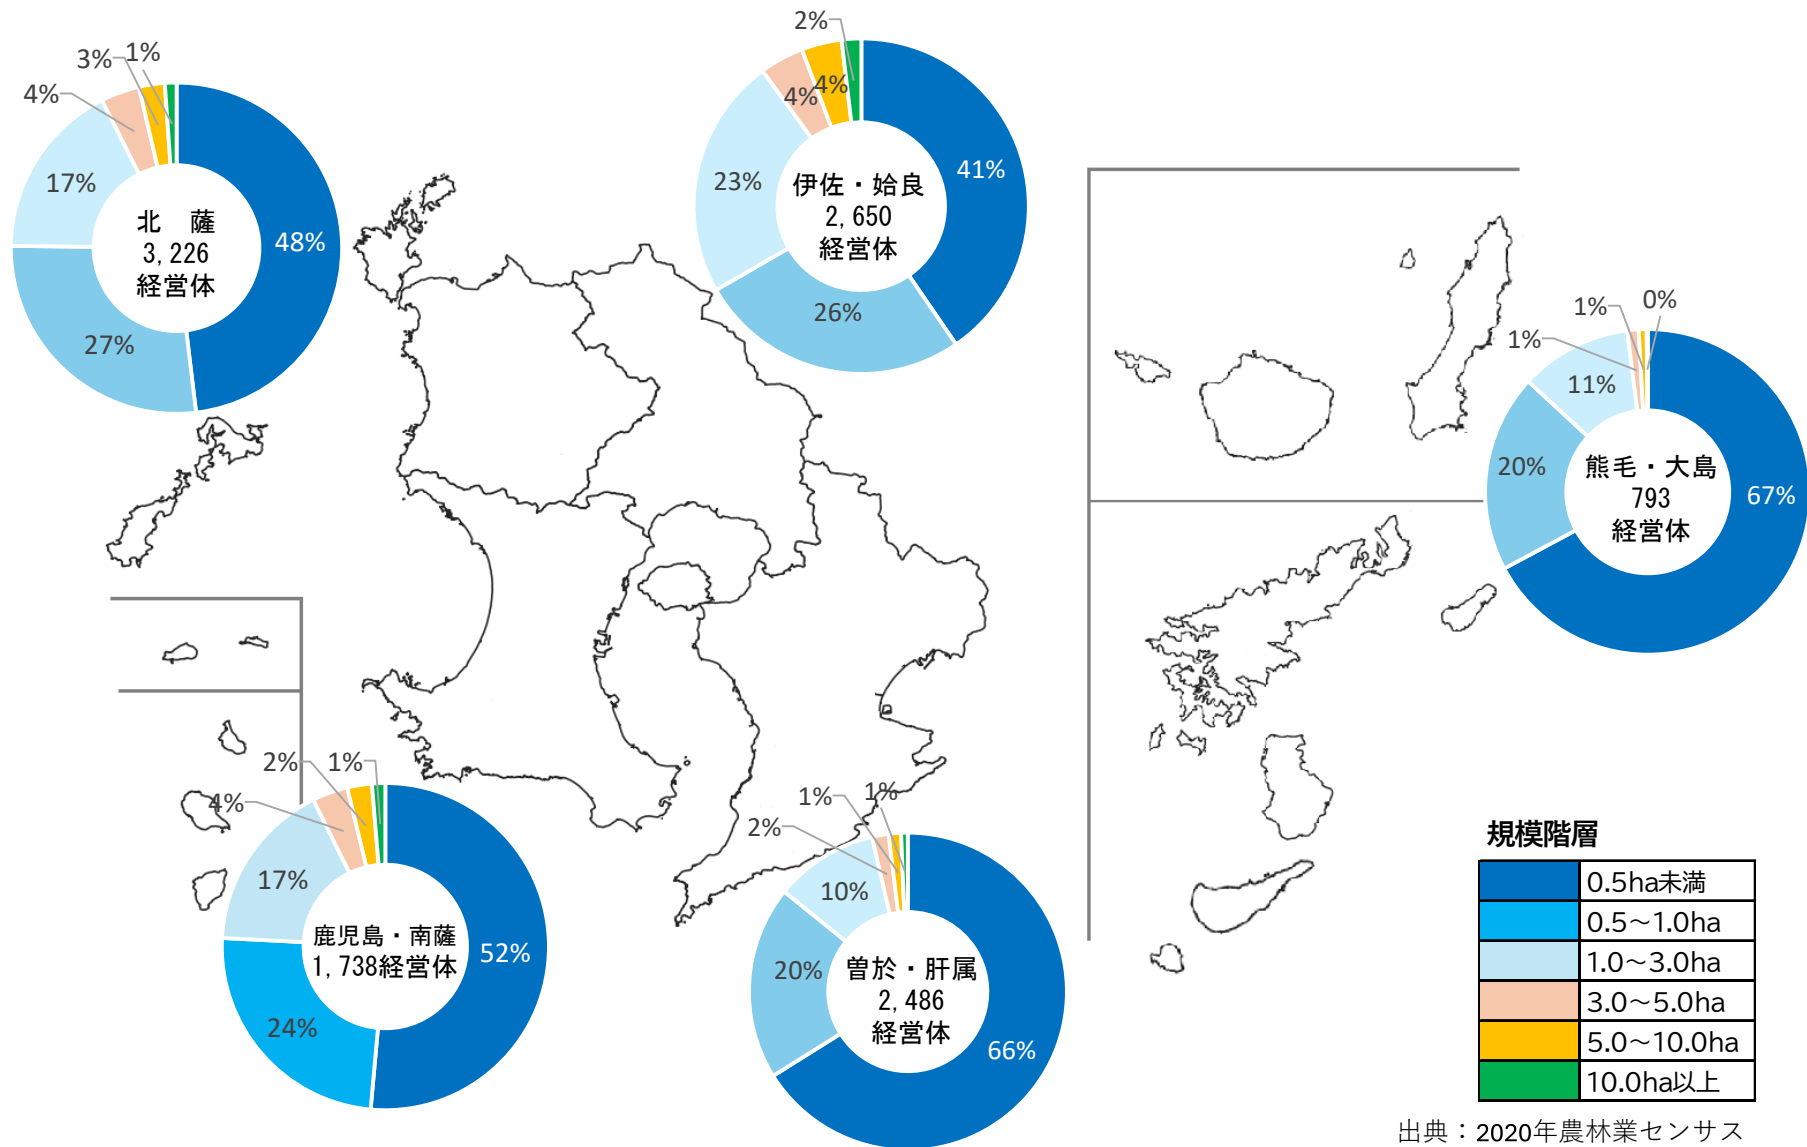 北　薩
3,226
経営体
48%
27%
17%
4%
3%
1%
伊佐・姶良
2,650
経営体
41%
26%
23%
4%
4%
2%
熊毛・大島
793
経営体
67%
20%
11%
1%
1%
0%
鹿児島・南薩
1,738経営体
52%
24%
17%
4%
2%
1%
曽於・肝属
2,486
経営体
66%
20%
10%
2%
1%
1%
規模階層
0.5ha未満
0.5～1.0ha
1.0～3.0ha
3.0～5.0ha
5.0～10.0ha
10.0ha以上
出典：2020年農林業センサス